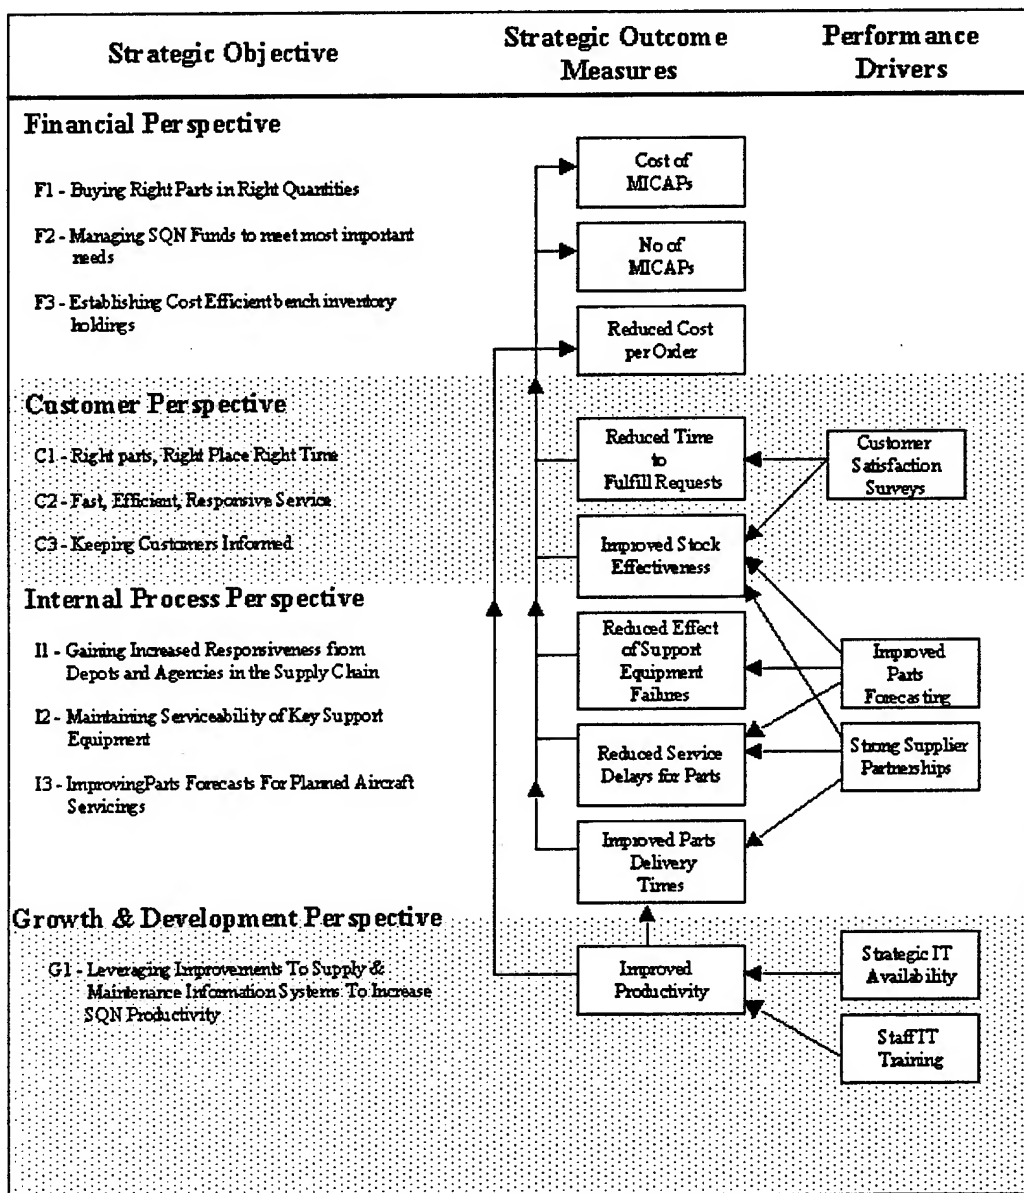 Strategic Objective
Strategic Outcome
Measures
Performance
Drivers
Financial Perspective
F1 - Buying Right Parts in Right Quantities
F2 - Managing SQN Funds to meet most important
needs
F3 - Establishing Cost Efficient bench inventory
holdings
Cost of
MICAPs
No of
MICAPs
Reduced Cost
per Order
Customer Perspective
C1 - Right parts, Right Place Right Time
C2 - Fast, Efficient, Responsive Service
C3 - Keeping Customers Informed
Reduced Time
to
Fulfill Requests
Improved Stock
Effectiveness
Customer
Satisfaction
Surveys
Internal Process Perspective
I1 - Gaining Increased Responsiveness from
Depots and Agencies in the Supply Chain
I2 - Maintaining Serviceability of Key Support
Equipment
I3 - Improving Parts Forecasts For Planned Aircraft
Servicings
Reduced Effect
of Support
Equipment
Failures
Reduced Service
Delays for Parts
Improved Parts
Delivery
Times
Improved
Parts
Forecasting
Strong Supplier
Partnerships
Growth & Development Perspective
G1 - Leveraging Improvements To Supply &
Maintenance Information Systems To Increase
SQN Productivity
Improved
Productivity
Strategic IT
Availability
Staff IT
Training